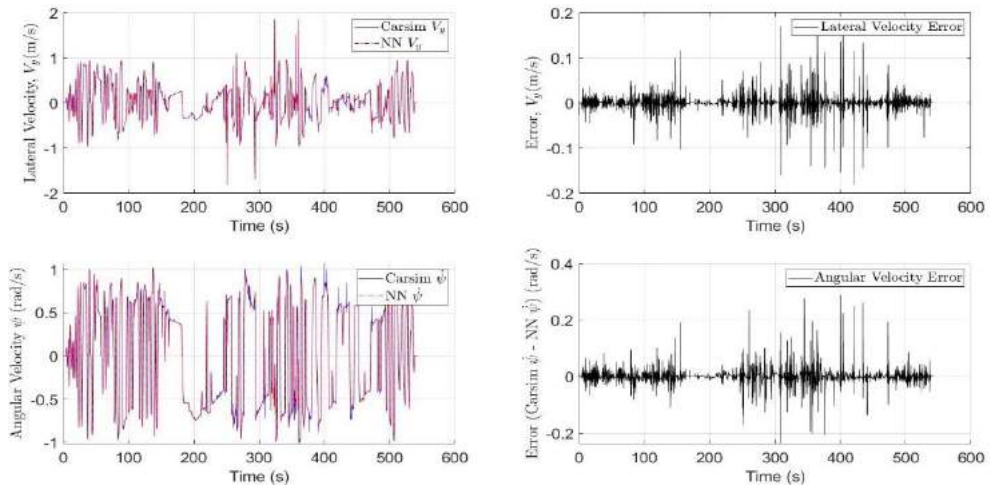 Lateral Velocity, V_y(m/s)
2
1
0
-1
-2
0 100 200 300 400 500 600
Time (s)
Carsim V_y
NN V_y
Error, V_y(m/s)
0.2
0.1
0
-0.1
-0.2
0 100 200 300 400 500 600
Time (s)
Lateral Velocity Error
Angular Velocity ψ̇ (rad/s)
1
0.5
0
-0.5
-1
0 100 200 300 400 500 600
Time (s)
Carsim ψ̇
NN ψ̇
Error (Carsim ψ̇ - NN ψ̇) (rad/s)
0.4
0.2
0
-0.2
0 100 200 300 400 500 600
Time (s)
Angular Velocity Error